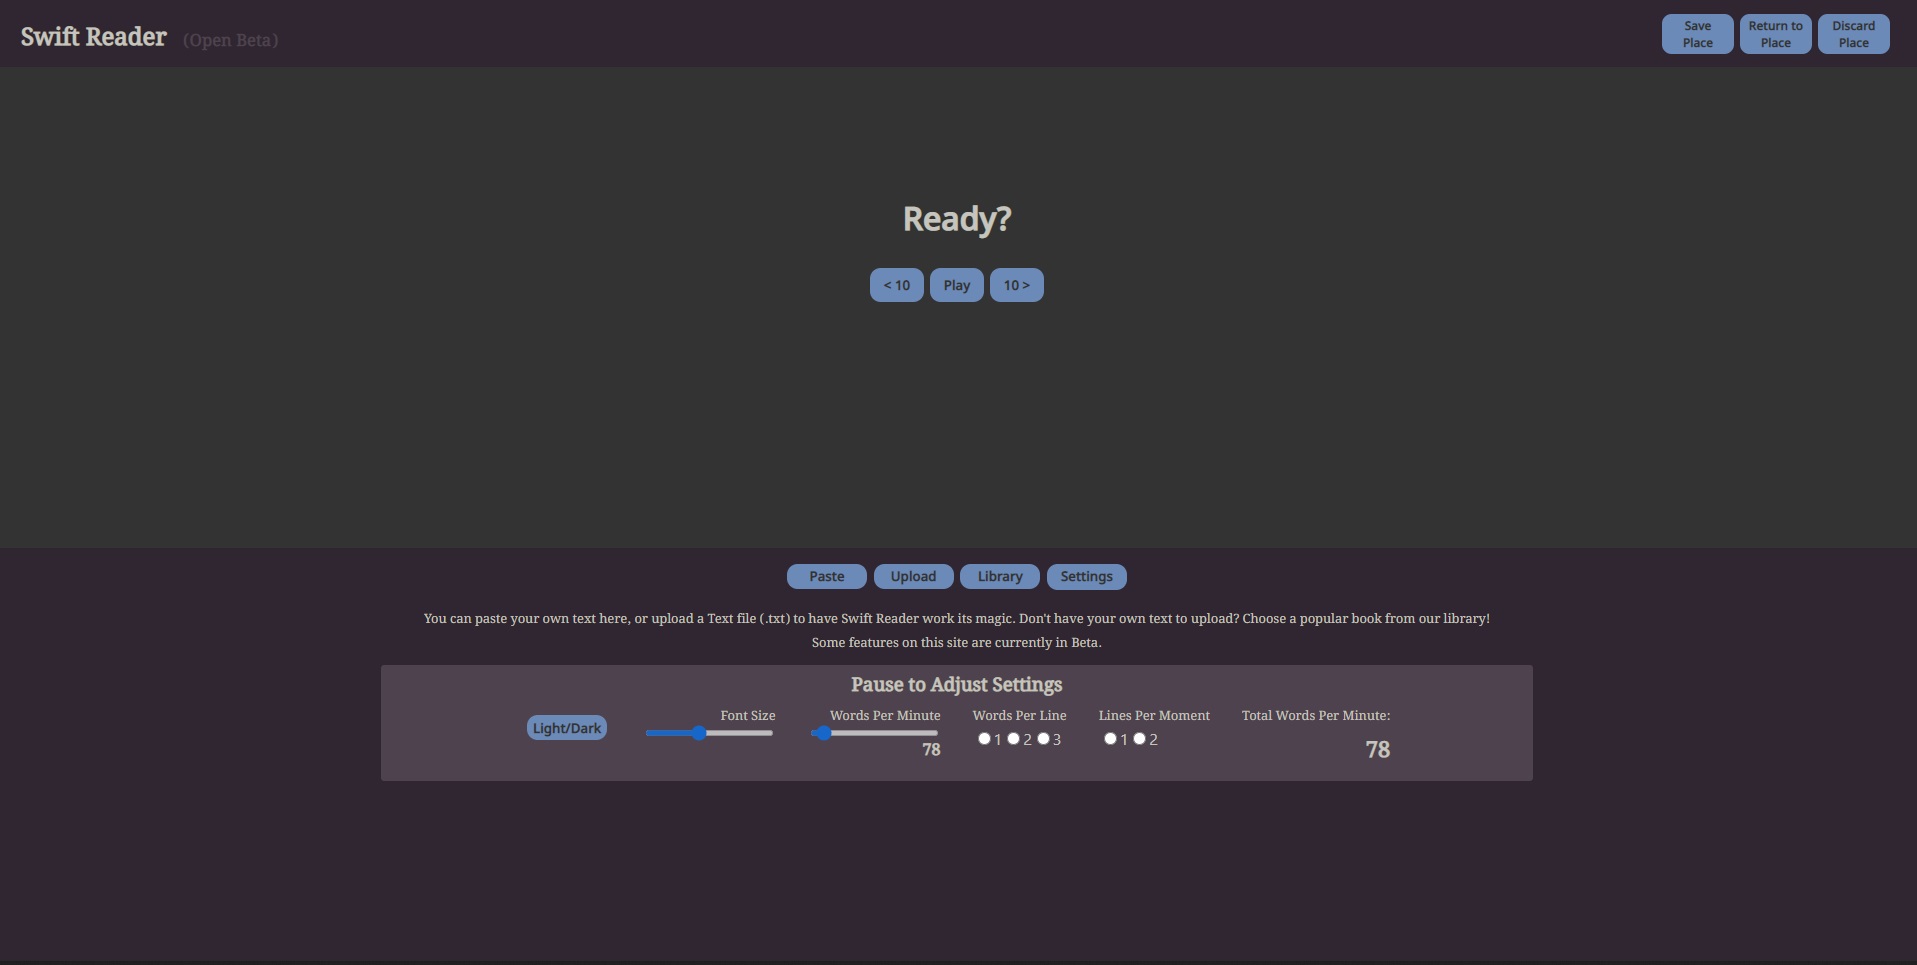 Swift Reader (Open Beta)
Save Place
Return to Place
Discard Place
Ready?
< 10
Play
10 >
Paste
Upload
Library
Settings
You can paste your own text here, or upload a Text file (.txt) to have Swift Reader work its magic. Don't have your own text to upload? Choose a popular book from our library!
Some features on this site are currently in Beta.
Pause to Adjust Settings
Light/Dark
Font Size
Words Per Minute
78
Words Per Line
1 2 3
Lines Per Moment
1 2
Total Words Per Minute:
78